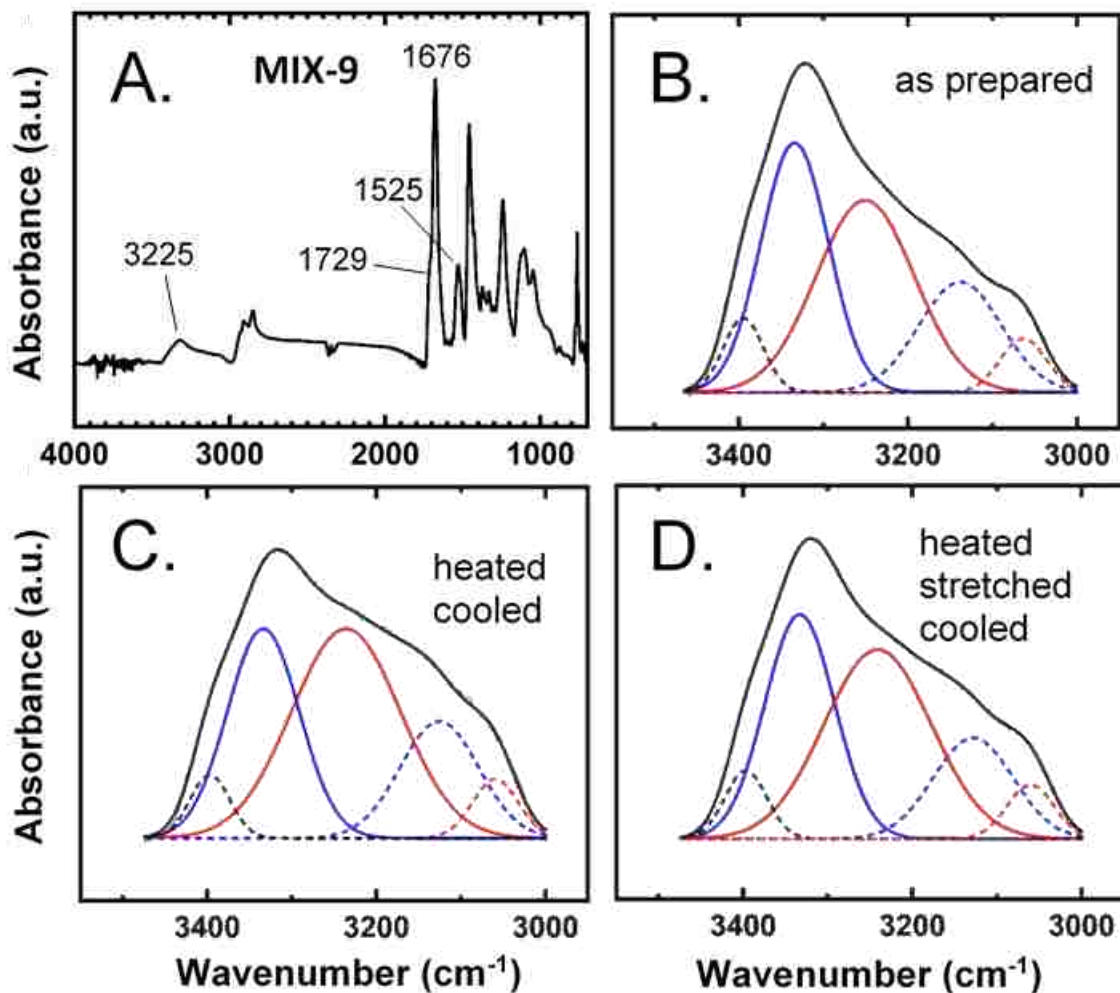 A.
MIX-9
1676
1525
1729
3225
Absorbance (a.u.)
4000 3000 2000 1000
B.
as prepared
3400 3200 3000
C.
heated
cooled
Absorbance (a.u.)
3400 3200 3000
Wavenumber (cm⁻¹)
D.
heated
stretched
cooled
3400 3200 3000
Wavenumber (cm⁻¹)